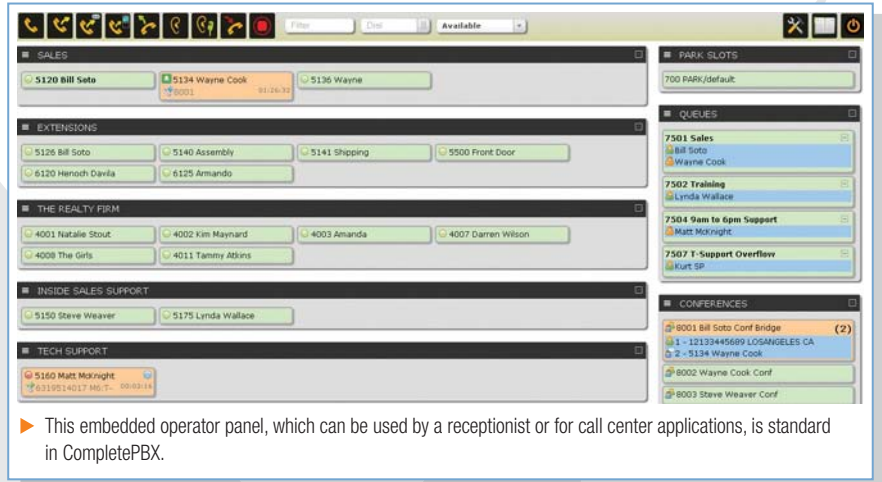 Filter
Dial
Available
SALES
5120 Bill Soto
5134 Wayne Cook
8001 01:26:32
5136 Wayne
EXTENSIONS
5126 Bill Soto
5140 Assembly
5141 Shipping
5500 Front Door
6120 Henoch Davila
6125 Armando
THE REALTY FIRM
4001 Natalie Stout
4002 Kim Maynard
4003 Amanda
4007 Darren Wilson
4008 The Girls
4011 Tammy Atkins
INSIDE SALES SUPPORT
5150 Steve Weaver
5175 Lynda Wallace
TECH SUPPORT
5160 Matt McKnight
6319514017 M6:T- 00:03:16
PARK SLOTS
700 PARK/default
QUEUES
7501 Sales
Bill Soto
Wayne Cook
7502 Training
Lynda Wallace
7504 9am to 6pm Support
Matt McKnight
7507 T-Support Overflow
Kurt SP
CONFERENCES
8001 Bill Soto Conf Bridge (2)
1 - 12133445689 LOSANGELES CA
2 - 5134 Wayne Cook
8002 Wayne Cook Conf
8003 Steve Weaver Conf
This embedded operator panel, which can be used by a receptionist or for call center applications, is standard
in CompletePBX.